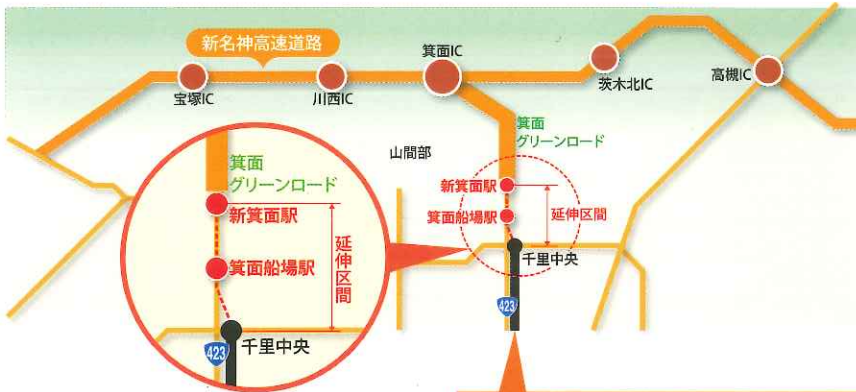 新名神高速道路
宝塚IC
川西IC
箕面IC
茨木北IC
高槻IC
箕面
グリーンロード
山間部
新箕面駅
箕面船場駅
延伸区間
千里中央
423
箕面
グリーンロード
新箕面駅
箕面船場駅
延伸区間
千里中央
423